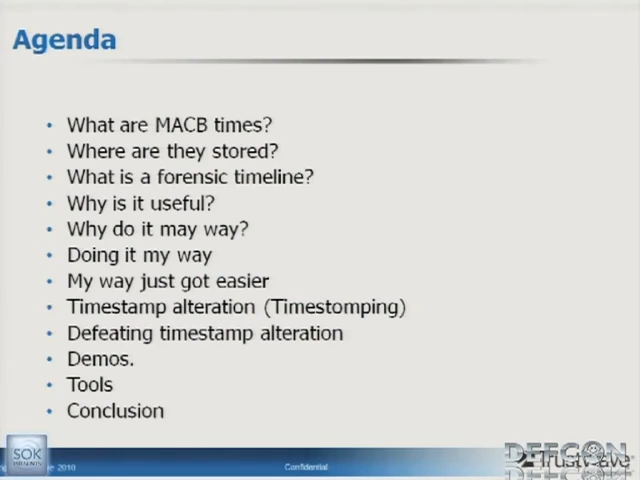 Agenda
• What are MACB times?
• Where are they stored?
• What is a forensic timeline?
• Why is it useful?
• Why do it may way?
• Doing it my way
• My way just got easier
• Timestamp alteration (Timestomping)
• Defeating timestamp alteration
• Demos.
• Tools
• Conclusion
SOK
2010
Confidential
DEFCON
Trustwave